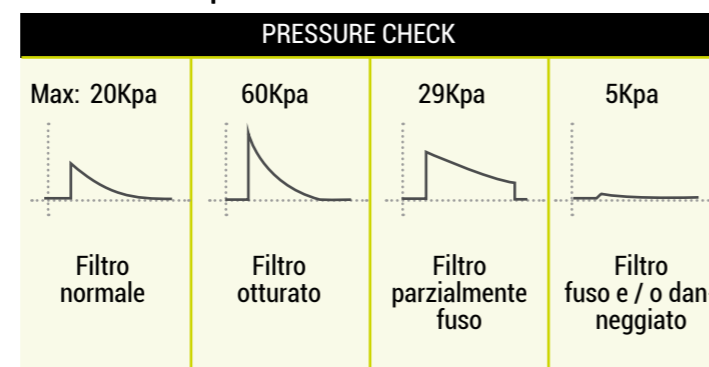 PRESSURE CHECK
Max: 20Kpa
60Kpa
29Kpa
5Kpa
Filtro
normale
Filtro
otturato
Filtro
parzialmente
fuso
Filtro
fuso e / o dan
neggiato